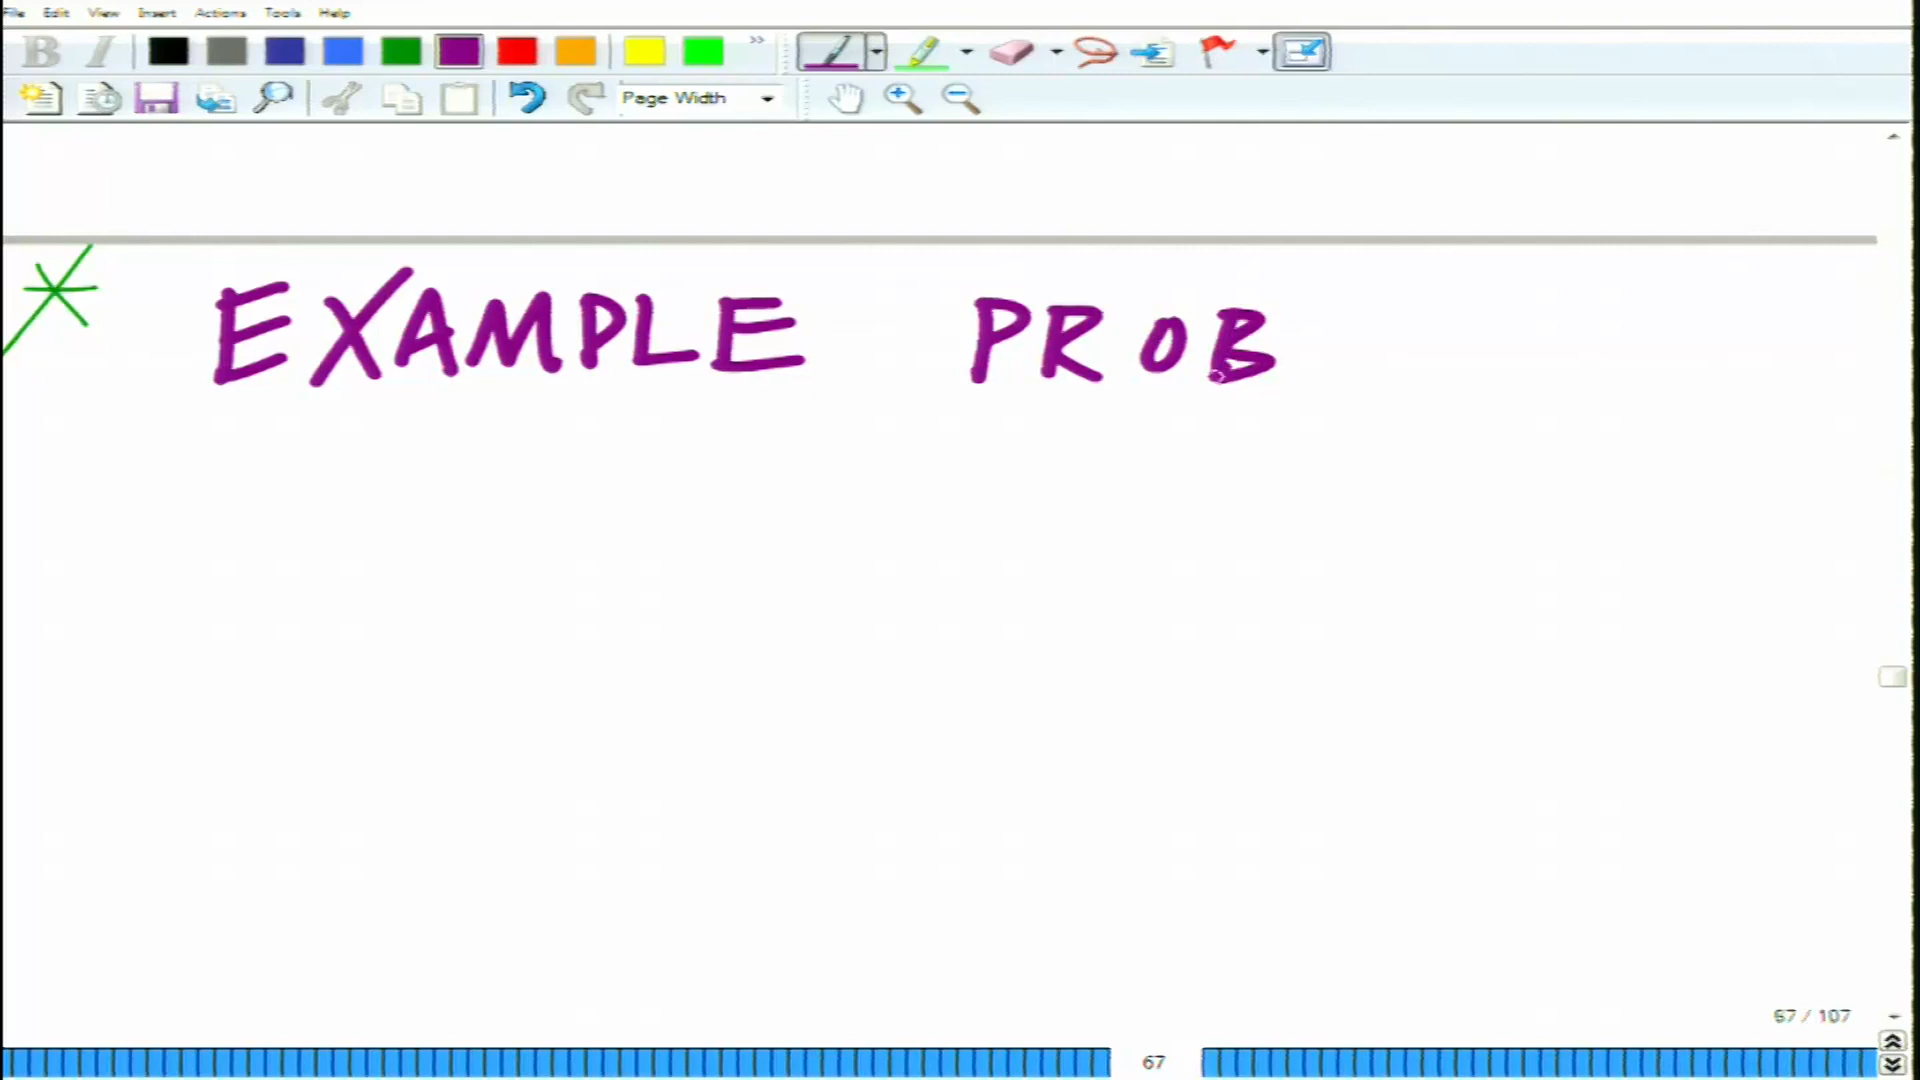 File Edit View Insert Actions Tools Help
B I
Page Width
EXAMPLE PROB
67 / 107
67